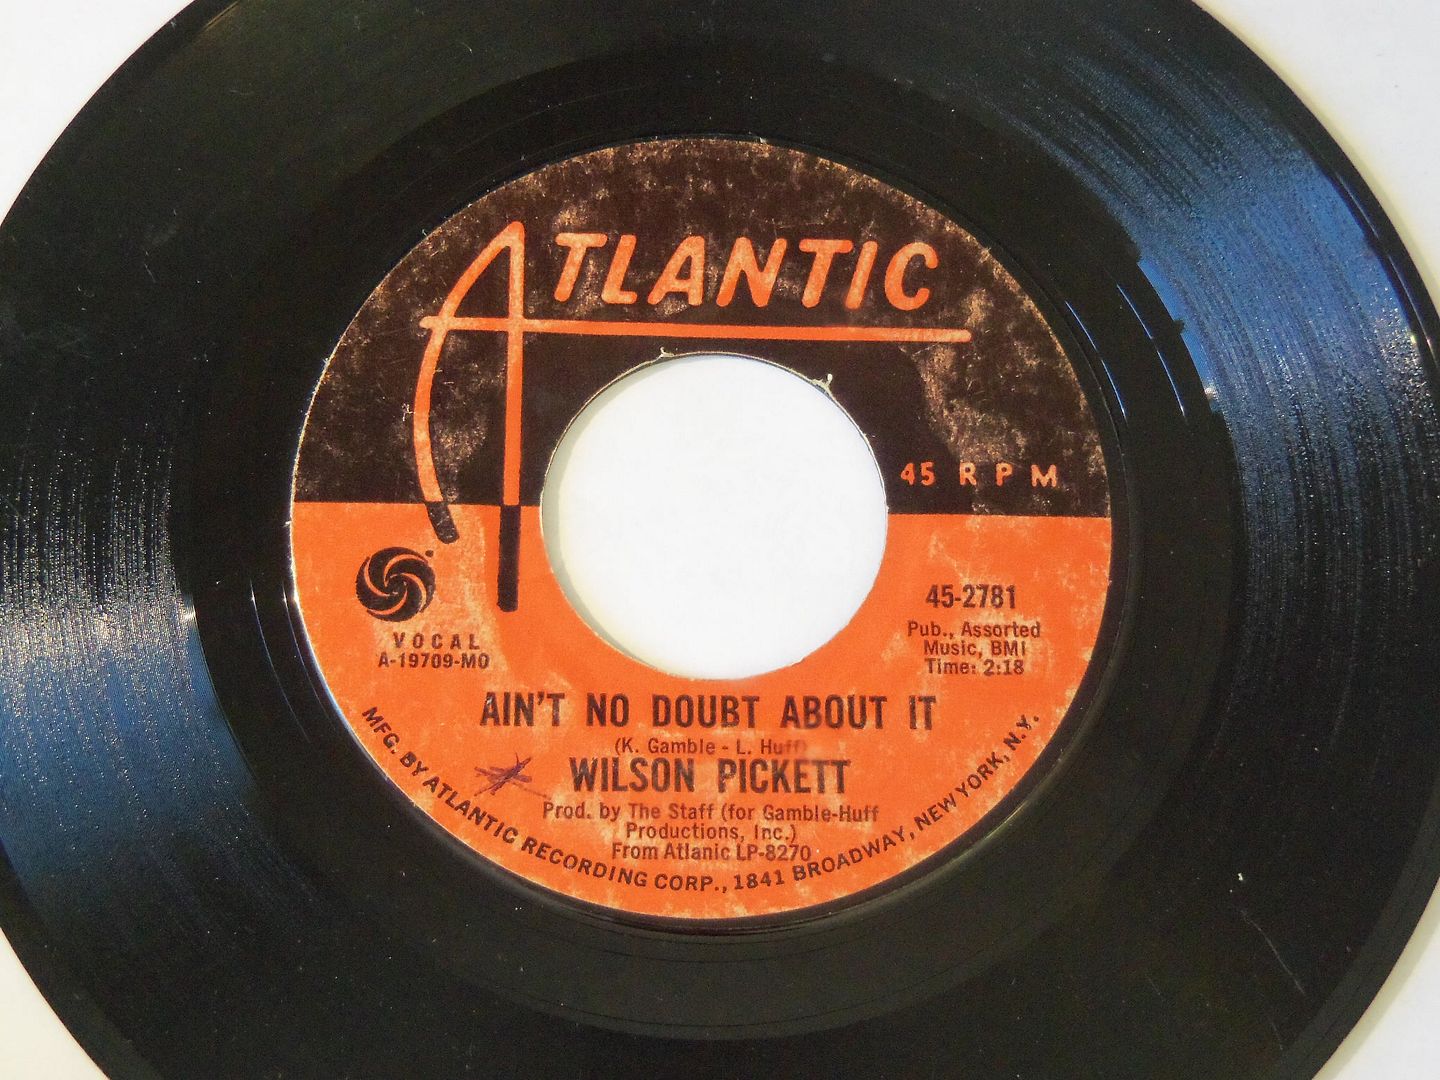 ATLANTIC
45 RPM
VOCAL
A-19709-MO
45-2781
Pub., Assorted
Music, BMI
Time: 2:18
AIN'T NO DOUBT ABOUT IT
(K. Gamble - L. Huff)
WILSON PICKETT
Prod. by The Staff (for Gamble-Huff
Productions, Inc.)
From Atlanic LP-8270
MFG. BY ATLANTIC RECORDING CORP., 1841 BROADWAY, NEW YORK, N.Y.